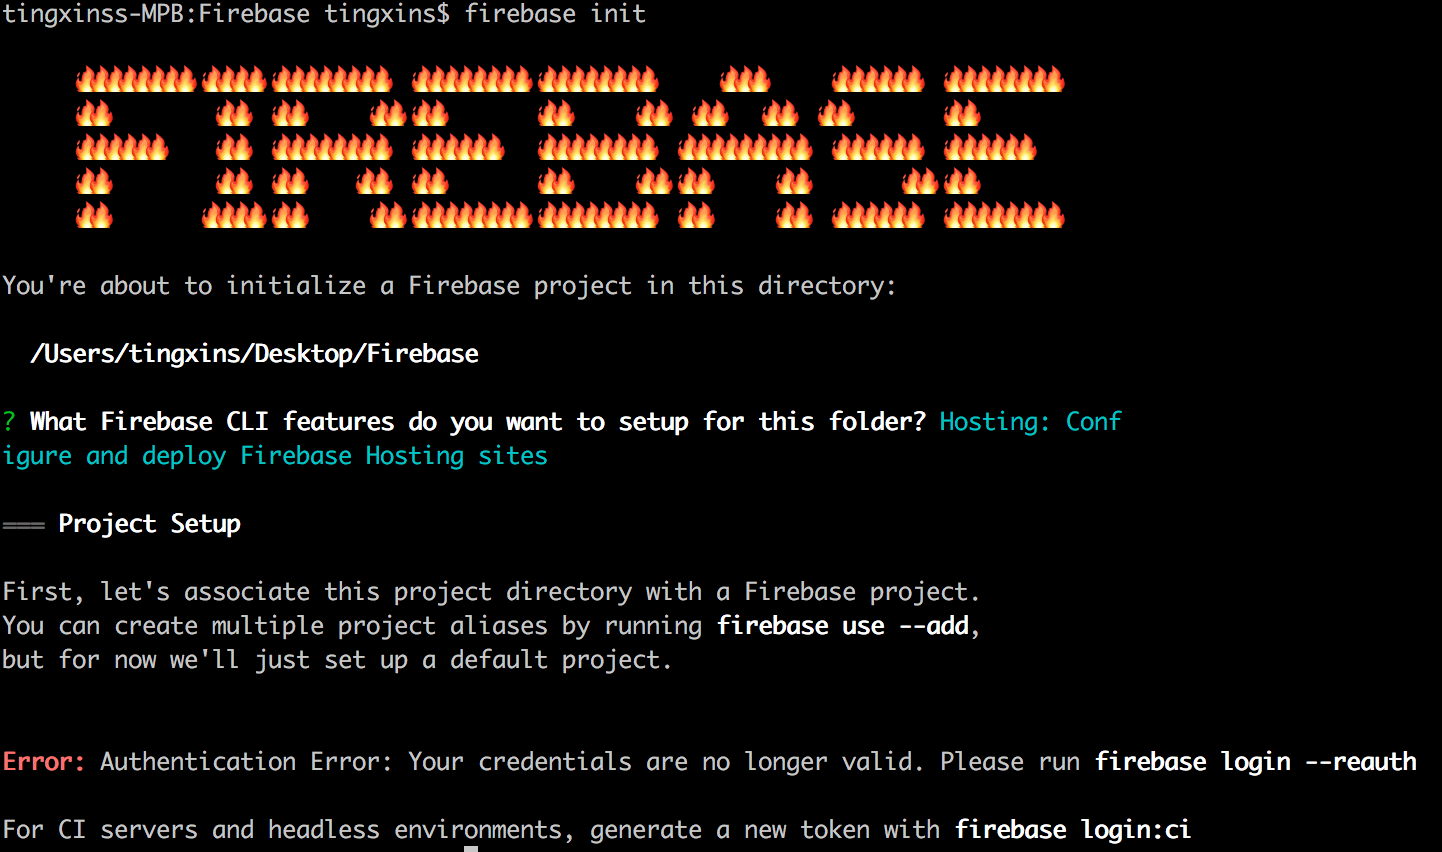 tingxinss-MPB:Firebase tingxins$ firebase init
FIREBASE
You're about to initialize a Firebase project in this directory:
/Users/tingxins/Desktop/Firebase
? What Firebase CLI features do you want to setup for this folder? Hosting: Conf
igure and deploy Firebase Hosting sites
=== Project Setup
First, let's associate this project directory with a Firebase project.
You can create multiple project aliases by running firebase use --add,
but for now we'll just set up a default project.
Error: Authentication Error: Your credentials are no longer valid. Please run firebase login --reauth
For CI servers and headless environments, generate a new token with firebase login:ci